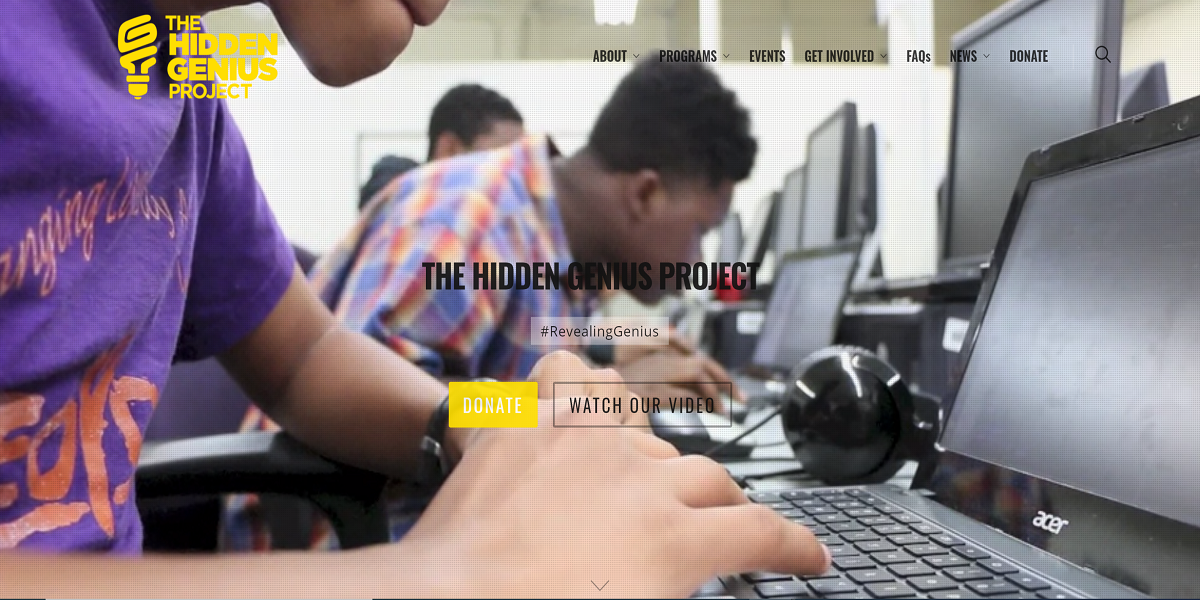 THE
HIDDEN
GENIUS
PROJECT
ABOUT PROGRAMS EVENTS GET INVOLVED FAQs NEWS DONATE
THE HIDDEN GENIUS PROJECT
#RevealingGenius
DONATE WATCH OUR VIDEO
acer